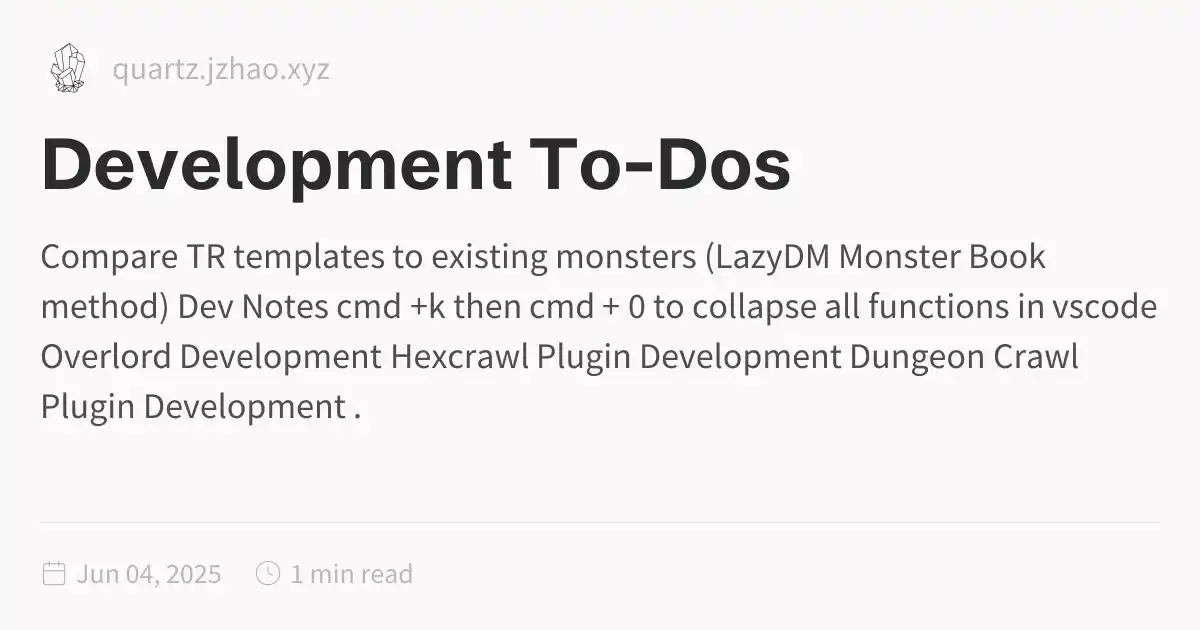 quartz.jzhao.xyz
Development To-Dos
Compare TR templates to existing monsters (LazyDM Monster Book
method) Dev Notes cmd +k then cmd + 0 to collapse all functions in vscode
Overlord Development Hexcrawl Plugin Development Dungeon Crawl
Plugin Development .
Jun 04, 2025 1 min read